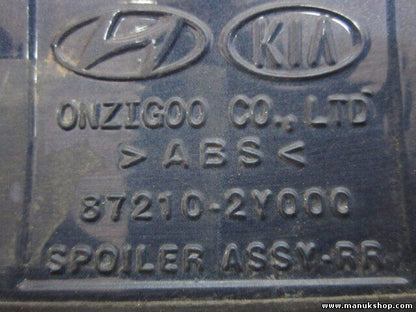 KIA
ONZIGOO CO., LTD
> ABS <
87210-2Y000
SPOILER ASSY-RR
www.manukshop.com